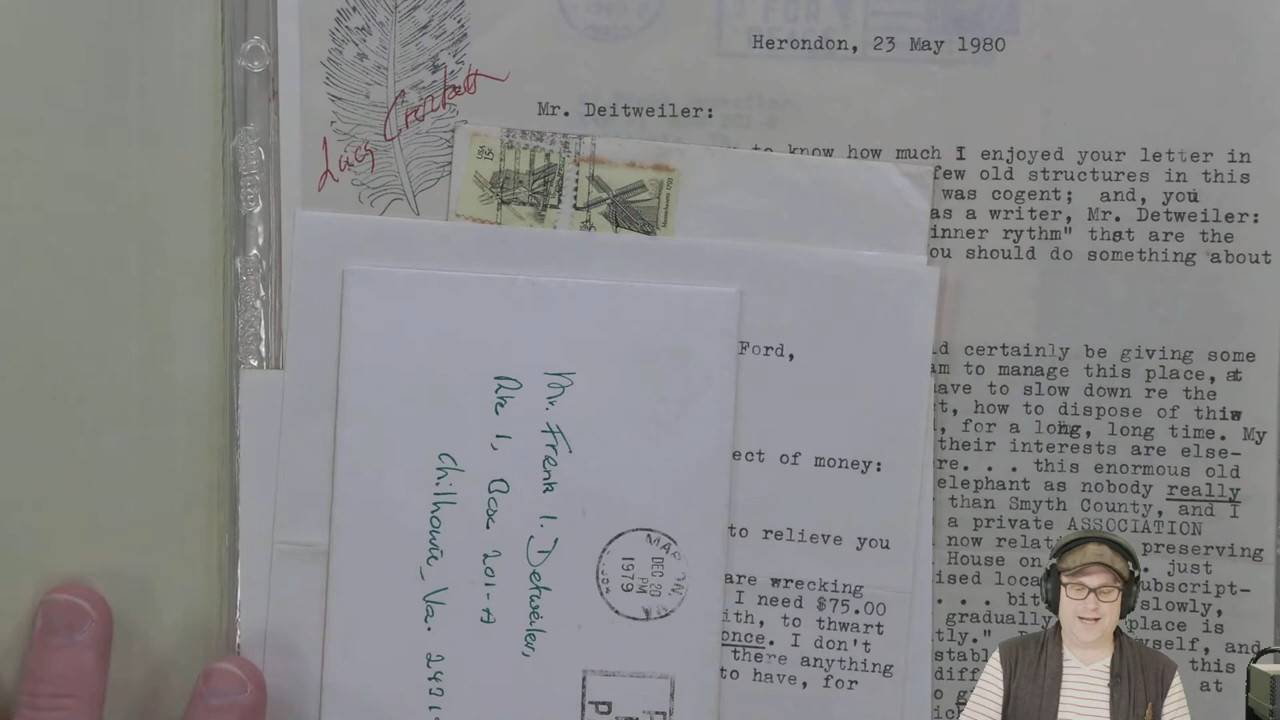 Herondon, 23 May 1980
Lucy Crockett
Mr. Deitweiler:
to know how much I enjoyed your letter in
few old structures in this
was cogent; and, you
as a writer, Mr. Detweiler:
inner rythm" that are the
ou should do something about
d certainly be giving some
am to manage this place, at
ave to slow down re the
t, how to dispose of this
, for a long, long time. My
their interests are else-
re. . . this enormous old
elephant as nobody really
than Smyth County, and I
a private ASSOCIATION
now relat preserving
House on just
ised loca ubscript-
. . . bit slowly,
gradually place is
tly." yself, and
stabl this
diff at
Ford,
ect of money:
to relieve you
are wrecking
I need $75.00
ith, to thwart
once. I don't
there anything
to have, for
Mr. Frank I. Detweiler,
Rte 1, Box 201-A
Chilhowie, Va. 2431
DEC 20
PM
1979